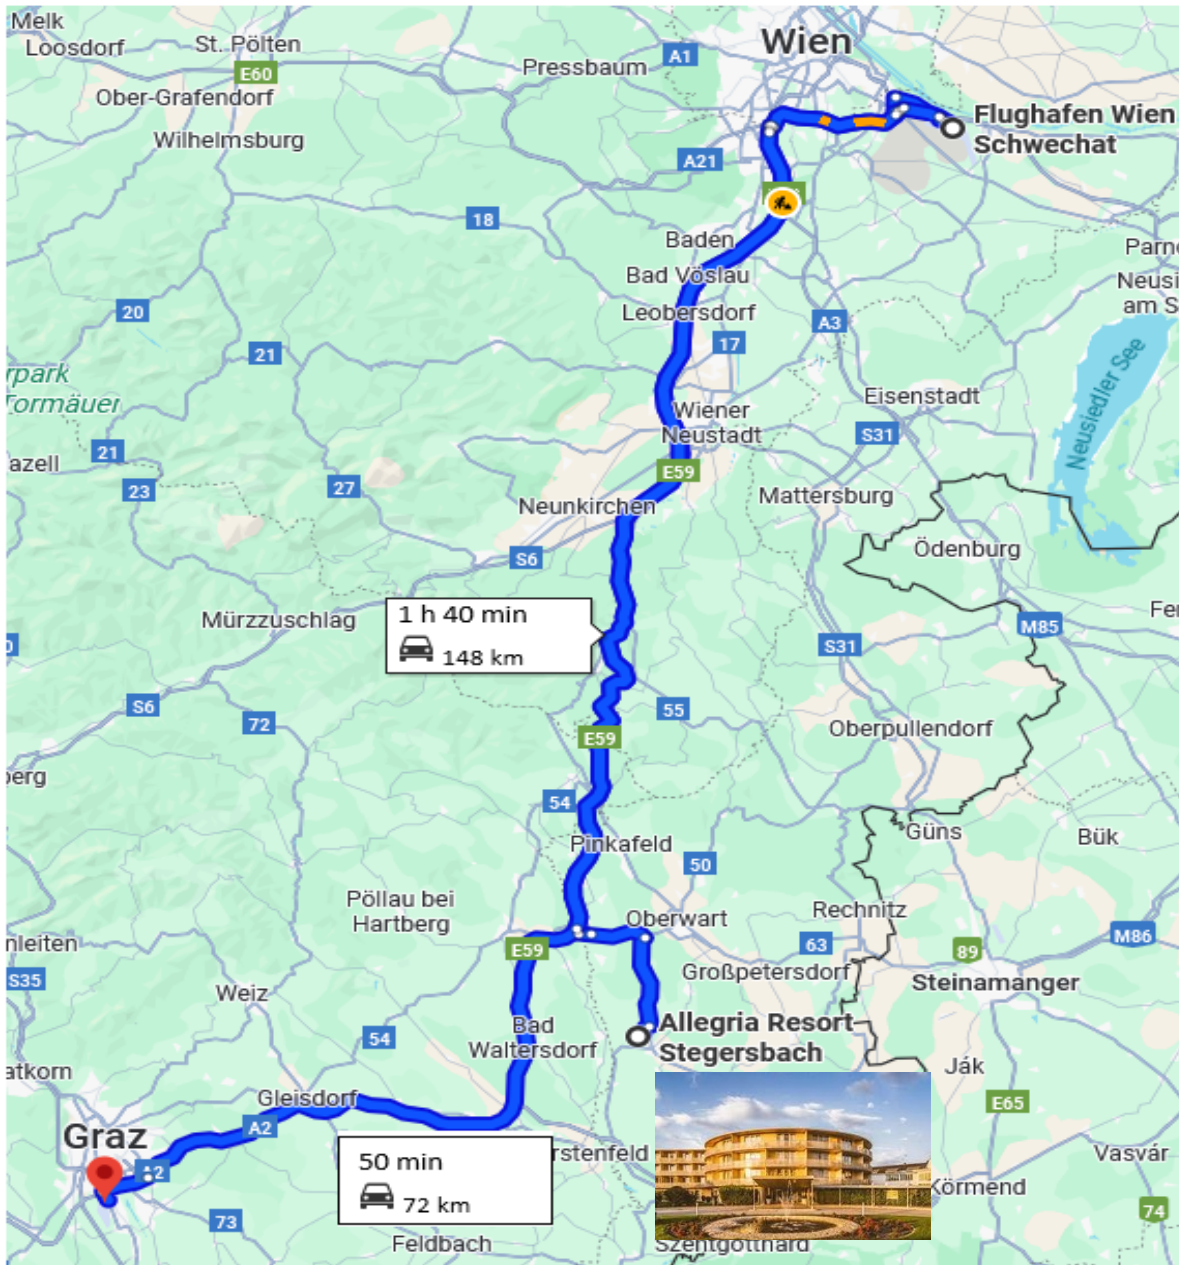 Melk
Loosdorf
St. Pölten
E60
Ober-Grafendorf
Wilhelmsburg
Pressbaum
A1
Wien
Flughafen Wien
Schwechat
A21
18
Baden
Bad Vöslau
Leobersdorf
Parn
Neusi
am S
20
21
17
A3
rpark
Tormäuer
Wiener
Neustadt
Eisenstadt
S31
Neusiedler See
21
azell
23
27
E59
Neunkirchen
Mattersburg
Ödenburg
S6
Mürzzuschlag
1 h 40 min
148 km
S31
M85
Fe
S6
72
55
E59
Oberpullendorf
berg
54
Pinkafeld
50
Güns
Bük
Pöllau bei
Hartberg
Oberwart
Rechnitz
63
M86
nleiten
S35
E59
Großpetersdorf
89
Steinamanger
Weiz
54
Bad
Waltersdorf
Allegria Resort
Stegersbach
Ják
atkorn
Gleisdorf
A2
E65
Graz
A2
50 min
72 km
rstenfeld
Vasvár
Körmend
73
74
Feldbach
Szentgotthard